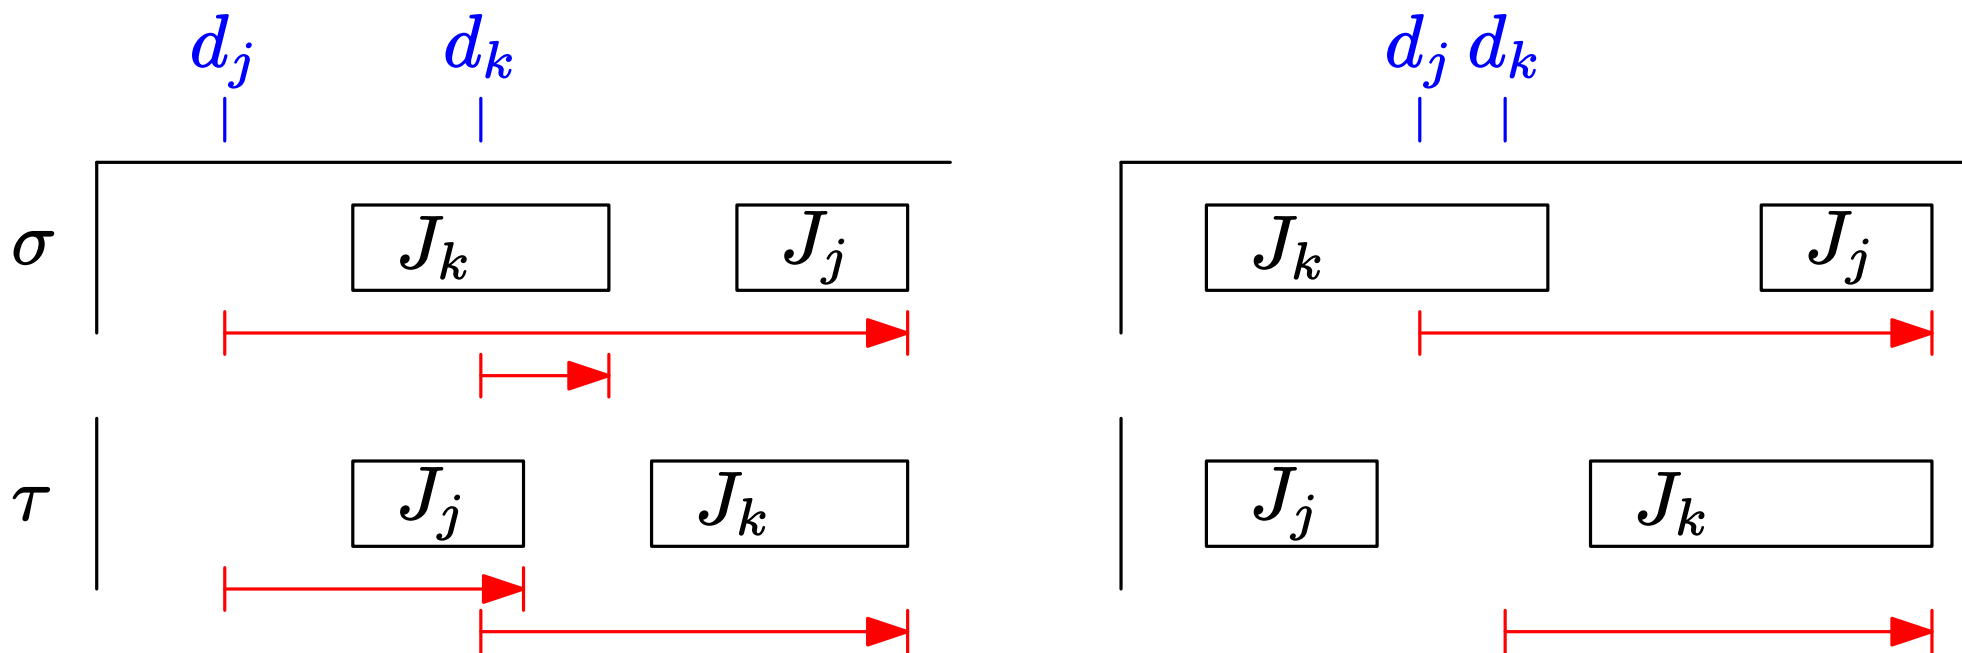 d_j d_k d_j d_k
σ J_k J_j J_k J_j
τ J_j J_k J_j J_k